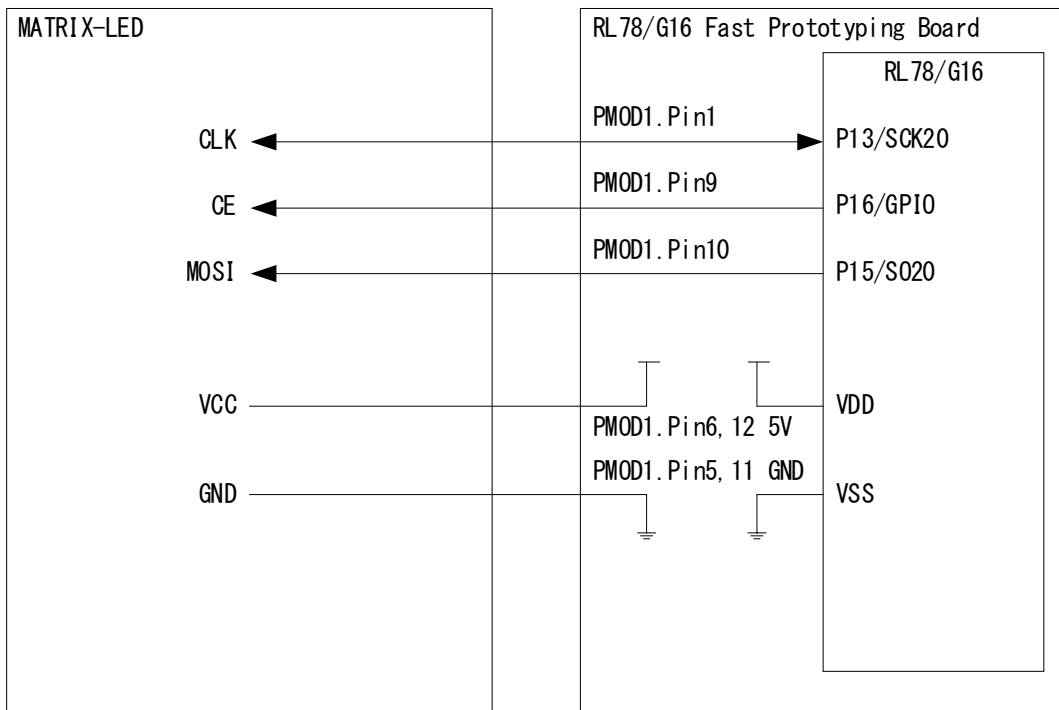 MATRIX-LED
RL78/G16 Fast Prototyping Board
RL78/G16
PMOD1.Pin1
CLK
P13/SCK20
PMOD1.Pin9
CE
P16/GPIO
PMOD1.Pin10
MOSI
P15/SO20
VCC
VDD
PMOD1.Pin6,12 5V
PMOD1.Pin5,11 GND
GND
VSS